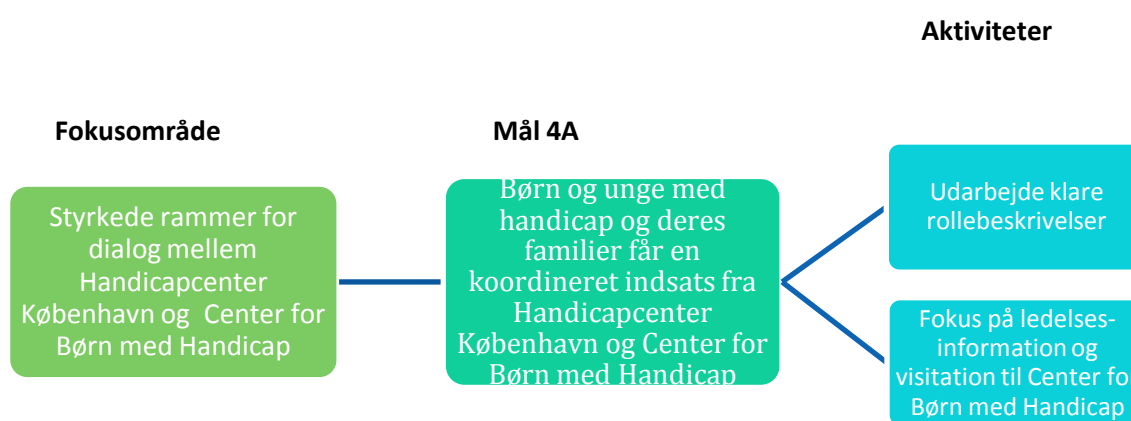 Aktiviteter
Fokusområde
Mål 4A
Styrkede rammer for
dialog mellem
Handicapcenter
København og Center for
Børn med Handicap
Børn og unge med
handicap og deres
familier får en
koordineret indsats fra
Handicapcenter
København og Center for
Børn med Handicap
Udarbejde klare
rollebeskrivelser
Fokus på ledelses-
information og
visitation til Center fo
Børn med Handicap